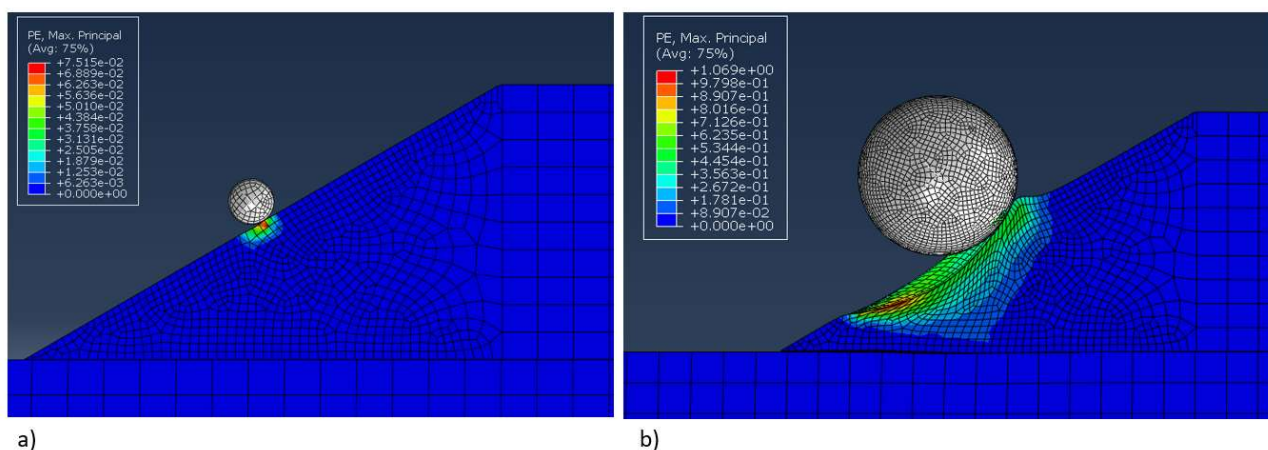 PE, Max. Principal
(Avg: 75%)
+7.515e-02
+6.889e-02
+6.263e-02
+5.636e-02
+5.010e-02
+4.384e-02
+3.758e-02
+3.131e-02
+2.505e-02
+1.879e-02
+1.253e-02
+6.263e-03
+0.000e+00
PE, Max. Principal
(Avg: 75%)
+1.069e+00
+9.798e-01
+8.907e-01
+8.016e-01
+7.126e-01
+6.235e-01
+5.344e-01
+4.454e-01
+3.563e-01
+2.672e-01
+1.781e-01
+8.907e-02
+0.000e+00
a)
b)